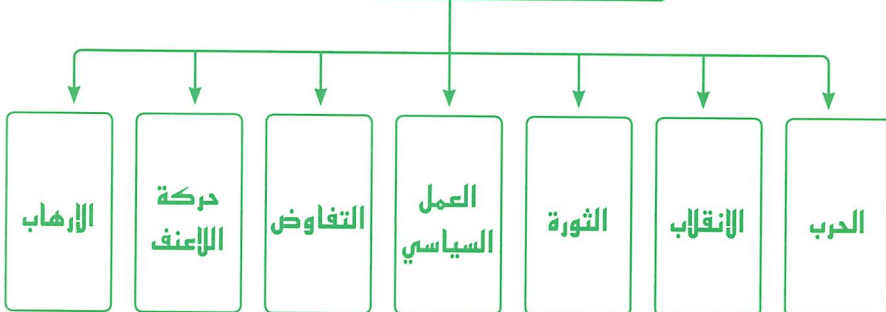 الحرب
الانقلاب
الثورة
العمل
السياسي
التفاوض
حركة
اللاعنف
الإرهاب